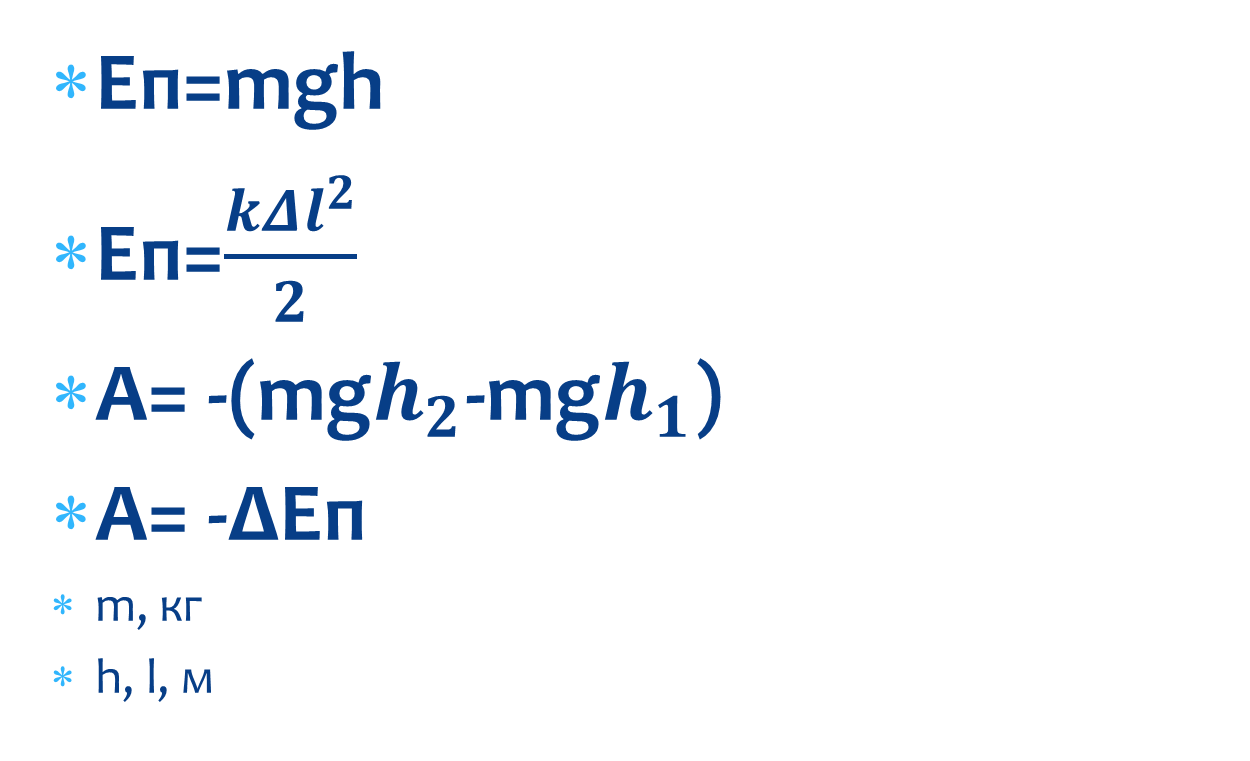 * Еп=mgh
* Еп=kΔl²/2
* А= -(mgh₂-mgh₁)
* А= -ΔЕп
* m, кг
* h, l, м